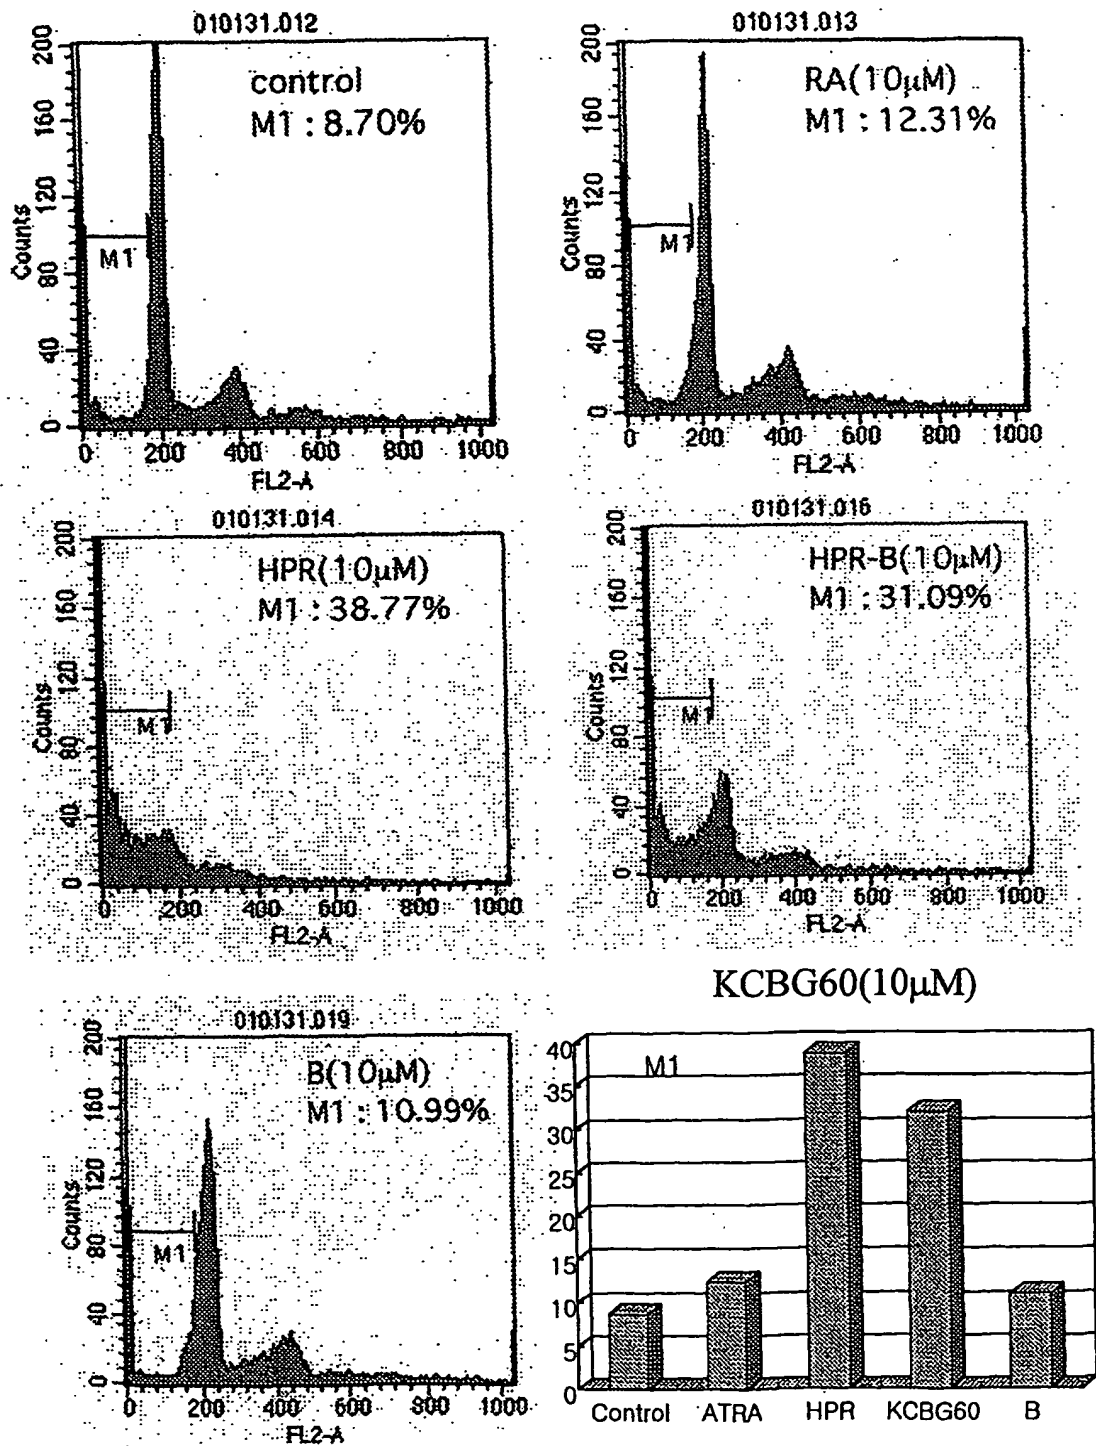 010131.012
control
M1 : 8.70%
Counts
200
160
120
80
40
0
M1
0 200 400 600 800 1000
FL2-A
010131.013
RA(10µM)
M1 : 12.31%
Counts
200
160
120
80
40
0
M1
0 200 400 600 800 1000
FL2-A
010131.014
HPR(10µM)
M1 : 38.77%
Counts
200
160
120
80
40
0
M1
0 200 400 600 800 1000
FL2-A
010131.016
HPR-B(10µM)
M1 : 31.09%
Counts
200
160
120
80
40
0
M1
0 200 400 600 800 1000
FL2-A
KCBG60(10µM)
010131.019
B(10µM)
M1 : 10.99%
Counts
200
160
120
80
40
0
M1
0 200 400 600 800 1000
FL2-A
M1
40
35
30
25
20
15
10
5
0
Control ATRA HPR KCBG60 B